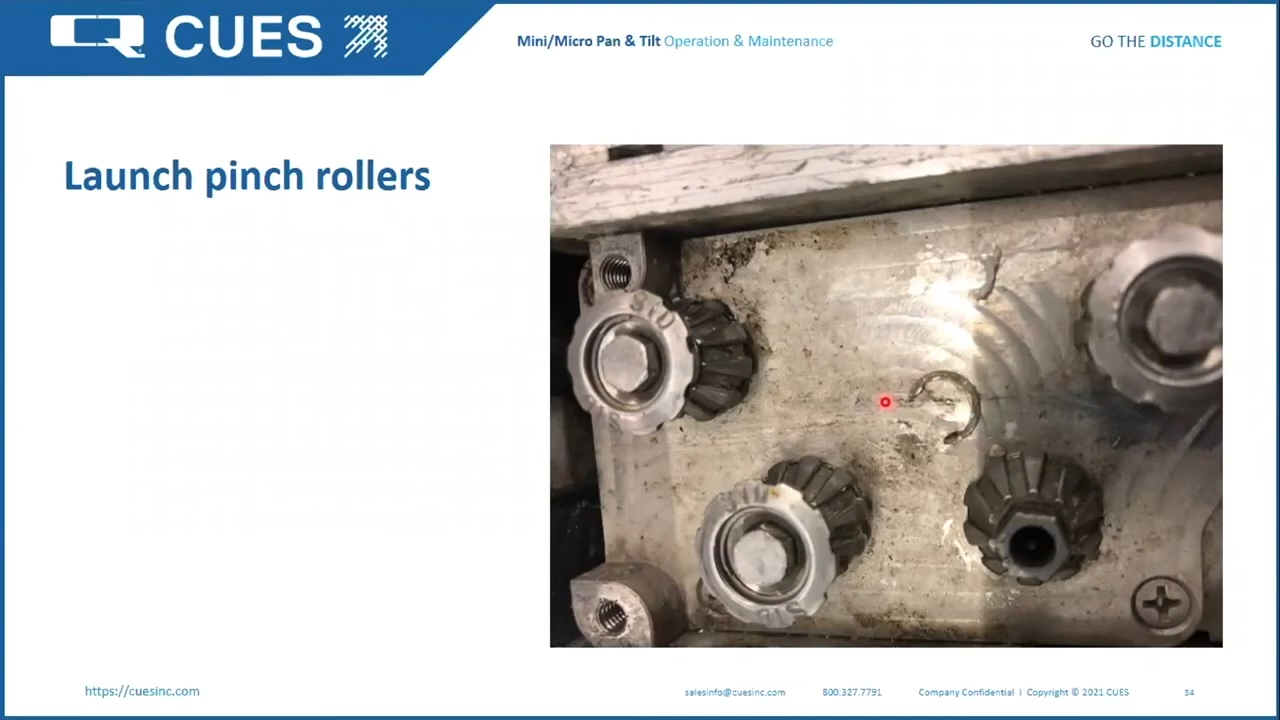 CUES
Mini/Micro Pan & Tilt Operation & Maintenance
GO THE DISTANCE
Launch pinch rollers
STD
https://cuesinc.com
salesinfo@cuesinc.com
800.327.7791
Company Confidential I Copyright © 2021 CUES
34